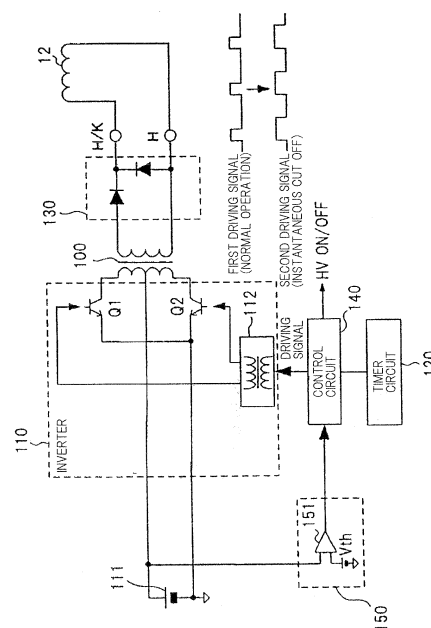 12
H/K
H
130
100
FIRST DRIVING SIGNAL
(NORMAL OPERATION)
SECOND DRIVING SIGNAL
(INSTANTANEOUS CUT OFF)
Q1
Q2
112
110
INVERTER
DRIVING
SIGNAL
HV ON/OFF
140
CONTROL
CIRCUIT
TIMER
CIRCUIT
120
111
151
Vth
150